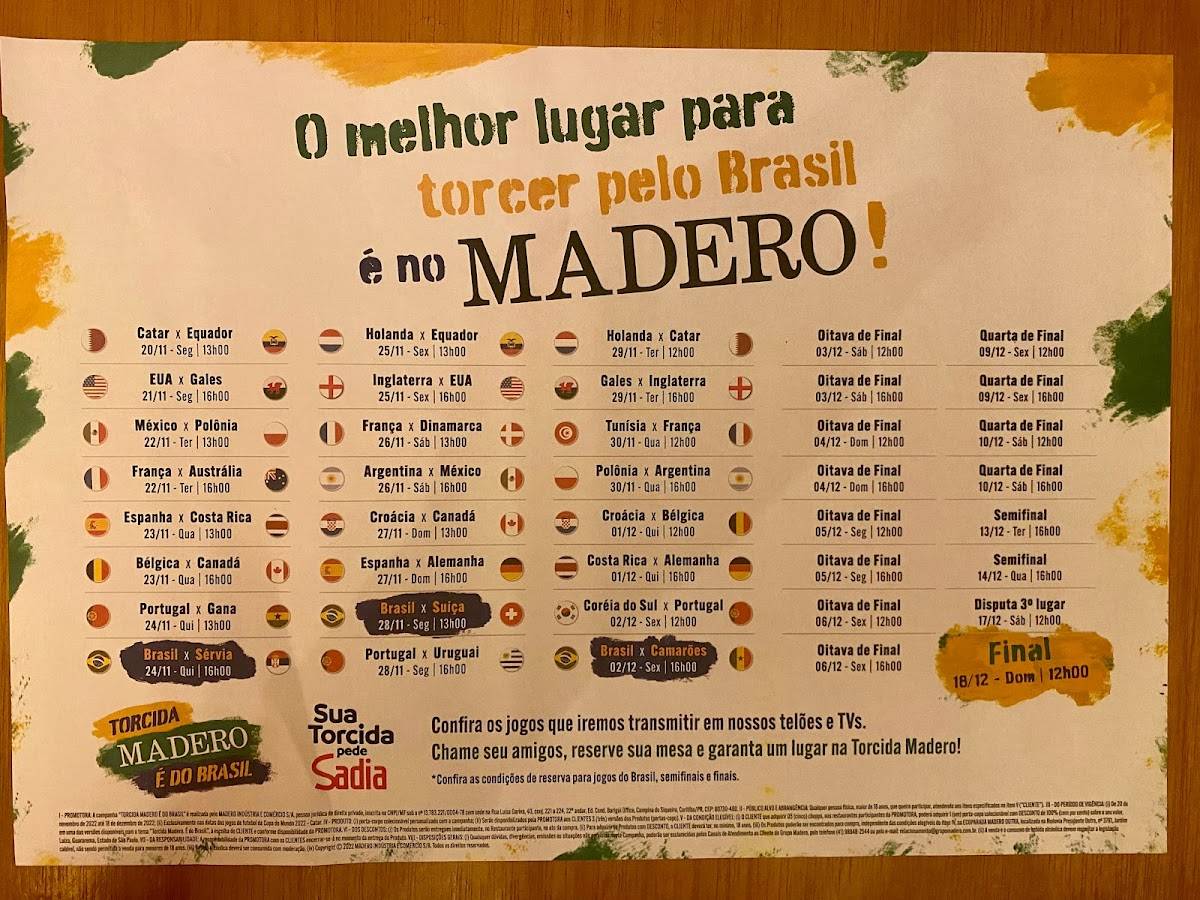 O melhor lugar para
torcer pelo Brasil
é no MADERO!
Catar x Equador
20/11 - Seg | 13h00
Holanda x Equador
25/11 - Sex | 13h00
Holanda x Catar
29/11 - Ter | 12h00
Oitava de Final
03/12 - Sáb | 12h00
Quarta de Final
09/12 - Sex | 12h00
EUA x Gales
21/11 - Seg | 16h00
Inglaterra x EUA
25/11 - Sex | 16h00
Gales x Inglaterra
29/11 - Ter | 16h00
Oitava de Final
03/12 - Sáb | 16h00
Quarta de Final
09/12 - Sex | 16h00
México x Polônia
22/11 - Ter | 13h00
França x Dinamarca
26/11 - Sáb | 13h00
Tunísia x França
30/11 - Qua | 12h00
Oitava de Final
04/12 - Dom | 12h00
Quarta de Final
10/12 - Sáb | 12h00
França x Austrália
22/11 - Ter | 16h00
Argentina x México
26/11 - Sáb | 16h00
Polônia x Argentina
30/11 - Qua | 16h00
Oitava de Final
04/12 - Dom | 16h00
Quarta de Final
10/12 - Sáb | 16h00
Espanha x Costa Rica
23/11 - Qua | 13h00
Croácia x Canadá
27/11 - Dom | 13h00
Croácia x Bélgica
01/12 - Qui | 12h00
Oitava de Final
05/12 - Seg | 12h00
Semifinal
13/12 - Ter | 16h00
Bélgica x Canadá
23/11 - Qua | 16h00
Espanha x Alemanha
27/11 - Dom | 16h00
Costa Rica x Alemanha
01/12 - Qui | 16h00
Oitava de Final
05/12 - Seg | 16h00
Semifinal
14/12 - Qua | 16h00
Portugal x Gana
24/11 - Qui | 13h00
Brasil x Suíça
28/11 - Seg | 13h00
Coréia do Sul x Portugal
02/12 - Sex | 12h00
Oitava de Final
06/12 - Sex | 12h00
Disputa 3º lugar
17/12 - Sáb | 12h00
Brasil x Sérvia
24/11 - Qui | 16h00
Portugal x Uruguai
28/11 - Seg | 16h00
Brasil x Camarões
02/12 - Sex | 16h00
Oitava de Final
06/12 - Sex | 16h00
Final
18/12 - Dom | 12h00
TORCIDA
MADERO
É DO BRASIL
Sua
Torcida
pede
Sadia
Confira os jogos que iremos transmitir em nossos telões e TVs.
Chame seu amigos, reserve sua mesa e garanta um lugar na Torcida Madero!
*Confira as condições de reserva para jogos do Brasil, semifinais e finais.